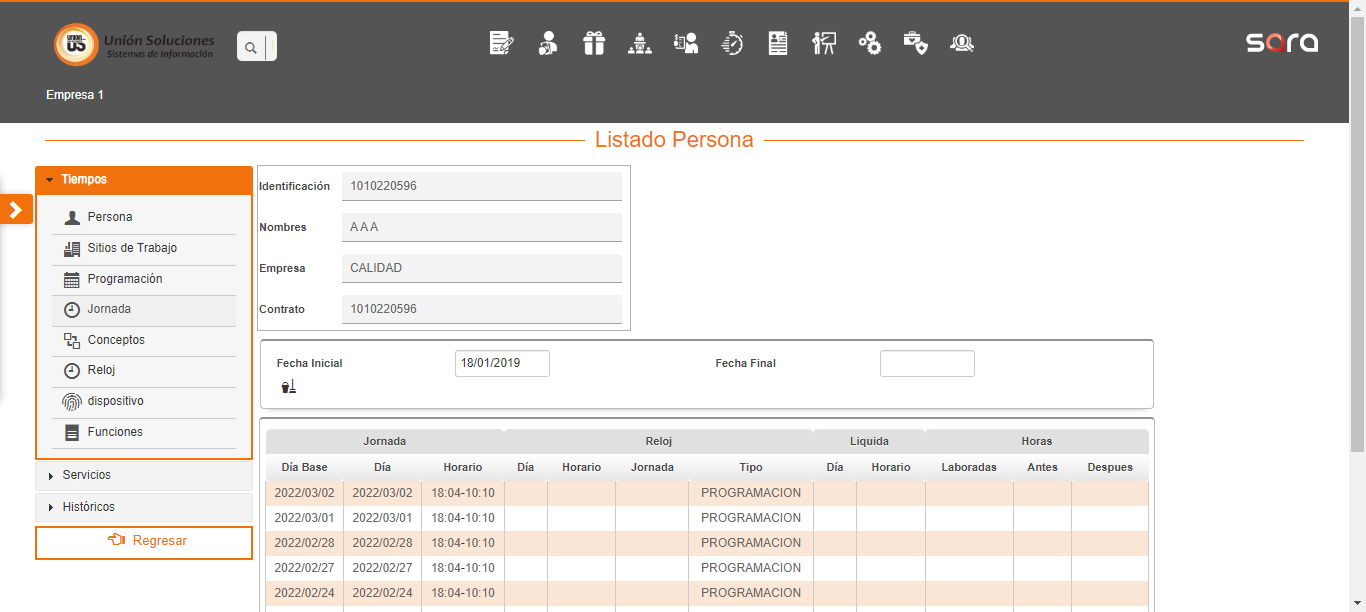 UNION
US
Unión Soluciones
Sistemas de Información
sara
Empresa 1
Listado Persona
Tiempos
Persona
Sitios de Trabajo
Programación
Jornada
Conceptos
Reloj
dispositivo
Funciones
Servicios
Históricos
Regresar
Identificación 1010220596
Nombres A A A
Empresa CALIDAD
Contrato 1010220596
Fecha Inicial 18/01/2019 Fecha Final
Jornada Reloj Liquida Horas
Día Base Día Horario Día Horario Jornada Tipo Día Horario Laboradas Antes Despues
2022/03/02 2022/03/02 18:04-10:10 PROGRAMACION
2022/03/01 2022/03/01 18:04-10:10 PROGRAMACION
2022/02/28 2022/02/28 18:04-10:10 PROGRAMACION
2022/02/27 2022/02/27 18:04-10:10 PROGRAMACION
2022/02/24 2022/02/24 18:04-10:10 PROGRAMACION